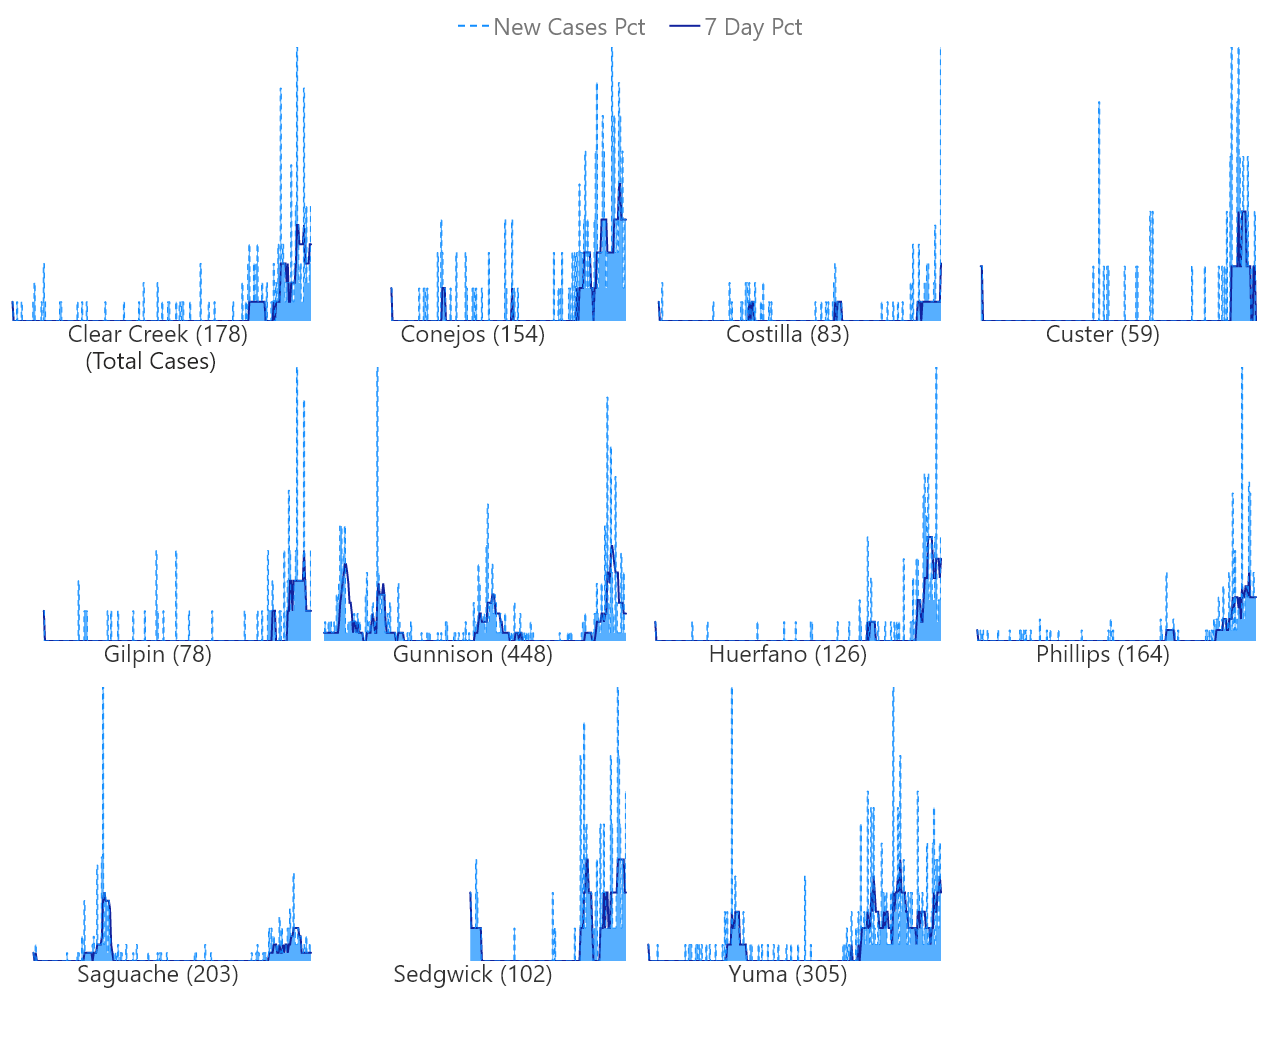 New Cases Pct 7 Day Pct
Clear Creek (178) Conejos (154) Costilla (83) Custer (59)
(Total Cases)
Gilpin (78) Gunnison (448) Huerfano (126) Phillips (164)
Saguache (203) Sedgwick (102) Yuma (305)